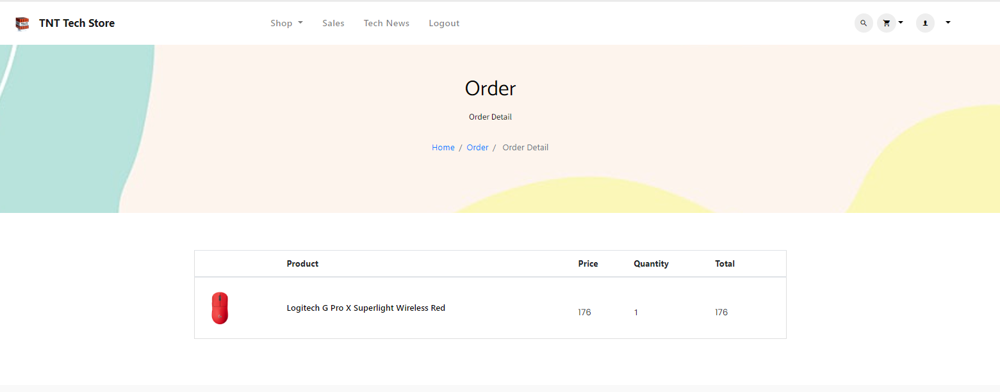 TNT TNT Tech Store Shop Sales Tech News Logout
Order
Order Detail
Home / Order / Order Detail
Product Price Quantity Total
Logitech G Pro X Superlight Wireless Red 176 1 176